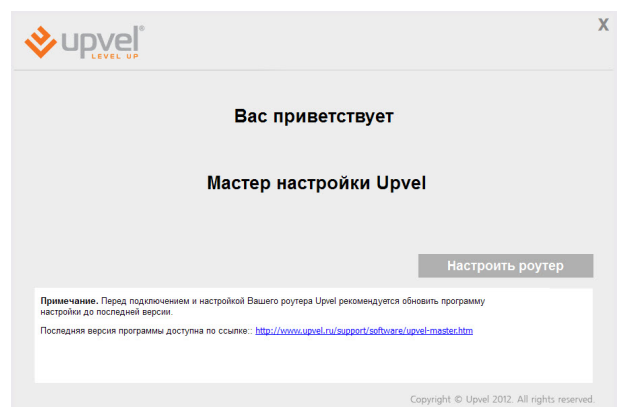 X
upvel®
LEVEL UP
Вас приветствует
Мастер настройки Upvel
Настроить роутер
Примечание. Перед подключением и настройкой Вашего роутера Upvel рекомендуется обновить программу
настройки до последней версии.
Последняя версия программы доступна по ссылке:: http://www.upvel.ru/support/software/upvel-master.htm
Copyright © Upvel 2012. All rights reserved.